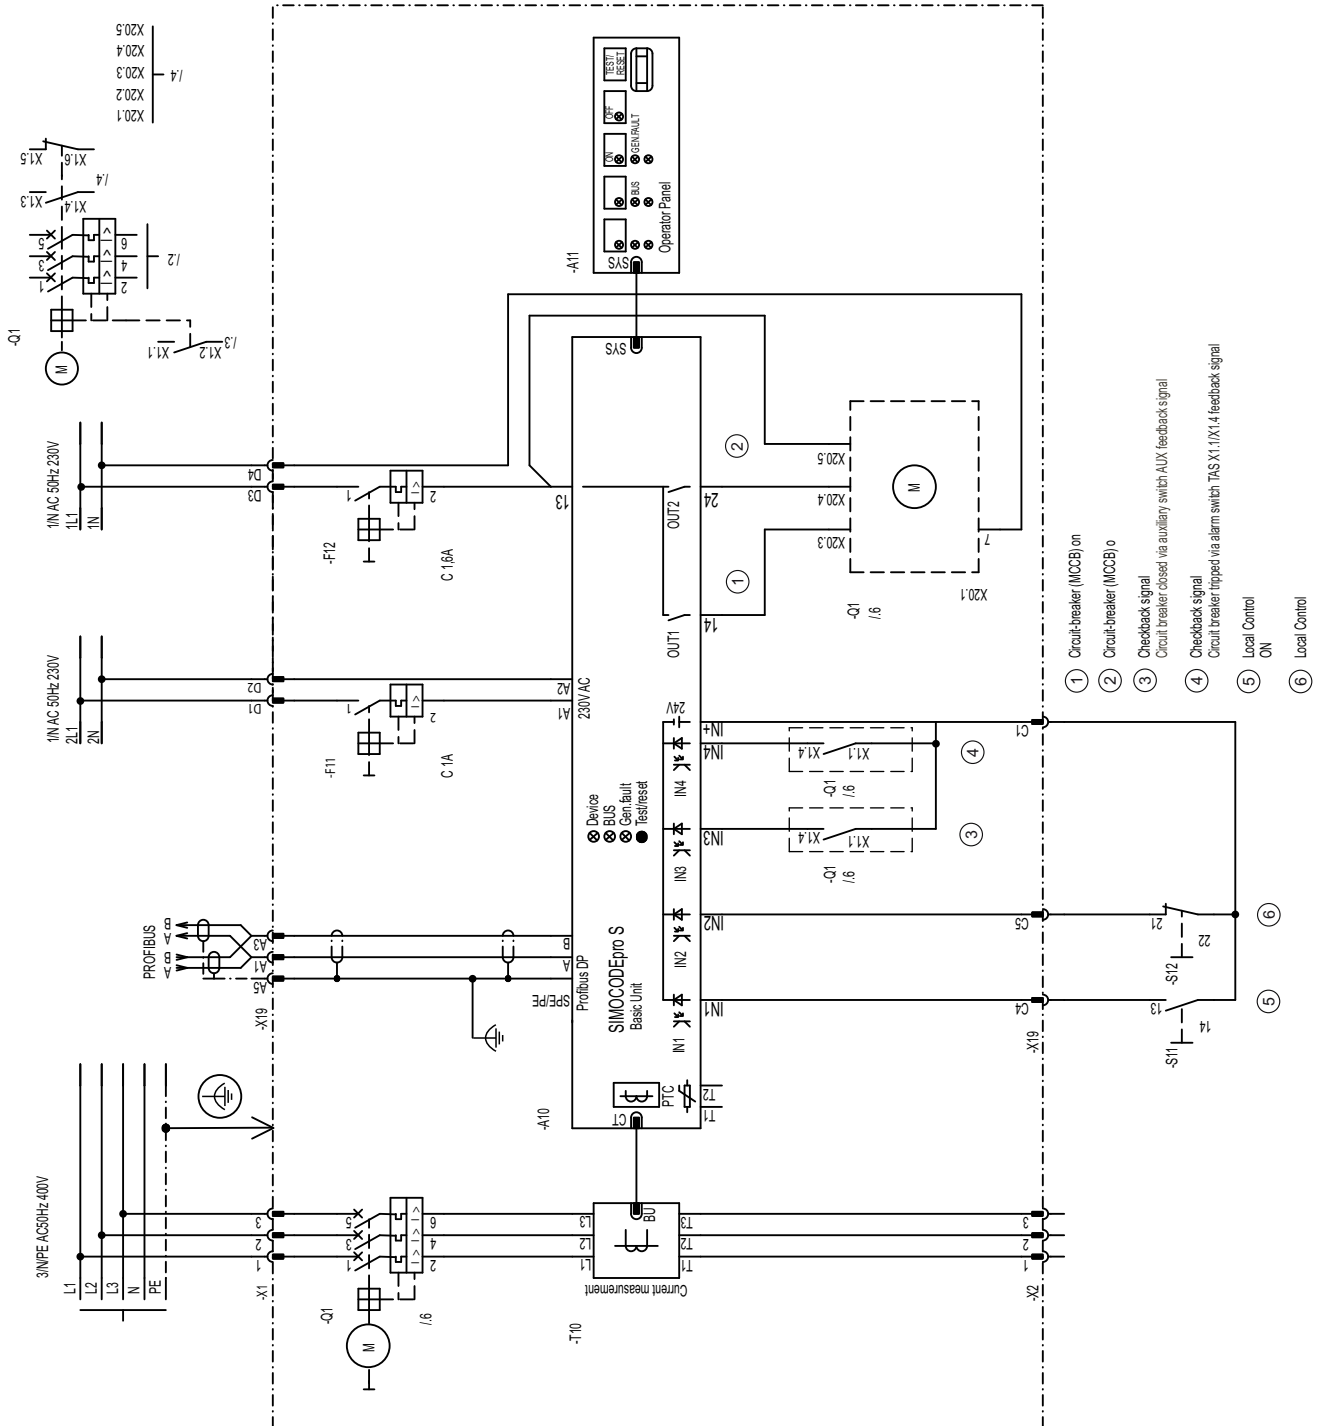 3/N/PE AC50Hz 400V
L1
L2
L3
N
PE
-X1
1
2
3
-Q1
/.6
M
1
3
5
2
4
6
-T10
L1
L2
L3
BU
T1
T2
T3
Current measurement
-X2
1
2
3
PROFIBUS
A
B
A
B
-X19
A5
A1
A3
-A10
SPE/PE
A
B
Profibus DP
SIMOCODEpro S
Basic Unit
CT
PTC
T1
T2
Device
BUS
Gen.fault
Test/reset
IN1
IN2
IN3
IN4
IN1
IN2
IN3
IN4
IN+
24V
1/N AC 50Hz 230V
2L1
2N
D1
D2
-F11
1
2
C 1A
A1
A2
230V AC
1/N AC 50Hz 230V
1L1
1N
D3
D4
-F12
1
2
C 1,6A
13
OUT1
OUT2
14
24
SYS
-A11
SYS
Operator Panel
BUS
GEN.FAULT
ON
OFF
TEST/
RESET
1
2
-Q1
/.6
X20.3
X20.4
X20.5
M
7
X20.1
-Q1
/.6
X1.4
X1.1
3
-Q1
/.6
X1.4
X1.1
4
-X19
C4
C5
C1
-S11
13
14
5
-S12
21
22
6
-Q1
M
1
3
5
2
4
6
/.2
X1.1
X1.2
/.3
X1.3
X1.4
/.4
X1.5
X1.6
X20.1
X20.2
X20.3
X20.4
X20.5
/.4
1 Circuit-breaker (MCCB) on
2 Circuit-breaker (MCCB) o
3 Checkback signal
Circuit breaker closed via auxiliary switch AUX feedback signal
4 Checkback signal
Circuit breaker tripped via alarm switch TAS X1.1/X1.4 feedback signal
5 Local Control
ON
6 Local Control